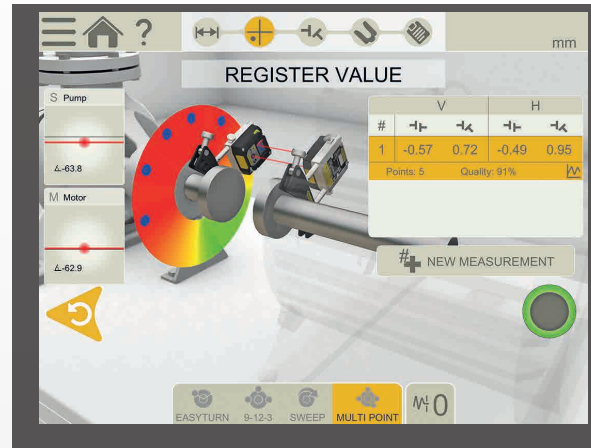 ?
mm
REGISTER VALUE
S Pump
∡-63.8
M Motor
∡-62.9
V H
#
1 -0.57 0.72 -0.49 0.95
Points: 5 Quality: 91%
# NEW MEASUREMENT
EASYTURN 9-12-3 SWEEP MULTI POINT
0